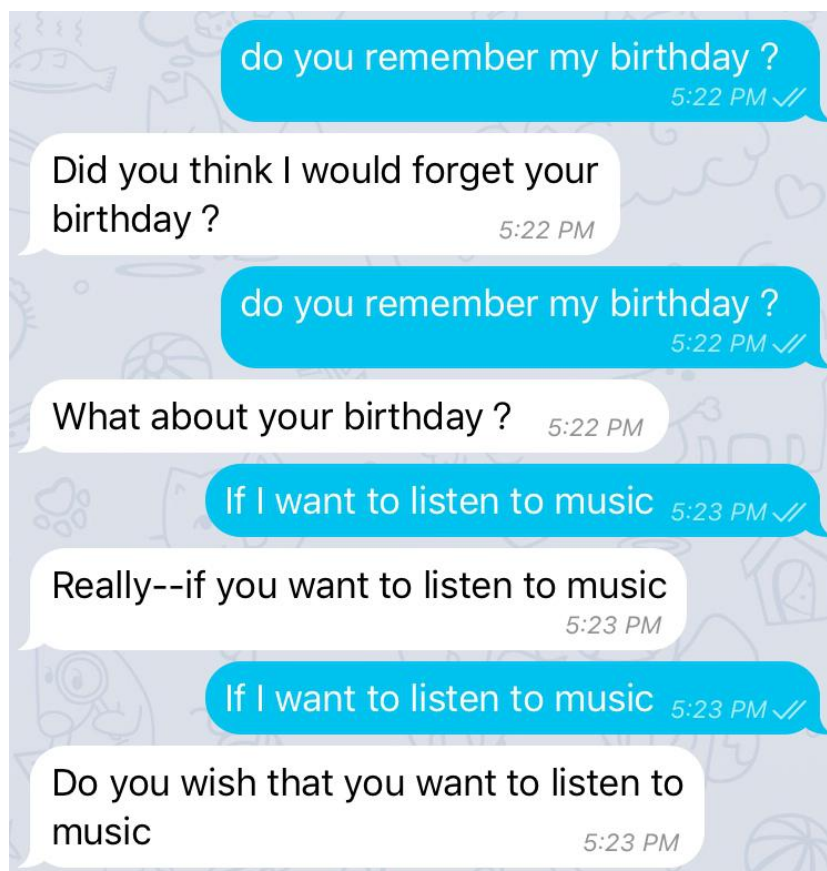 do you remember my birthday ?
5:22 PM
Did you think I would forget your
birthday ?
5:22 PM
do you remember my birthday ?
5:22 PM
What about your birthday ? 5:22 PM
If I want to listen to music 5:23 PM
Really--if you want to listen to music
5:23 PM
If I want to listen to music 5:23 PM
Do you wish that you want to listen to
music
5:23 PM